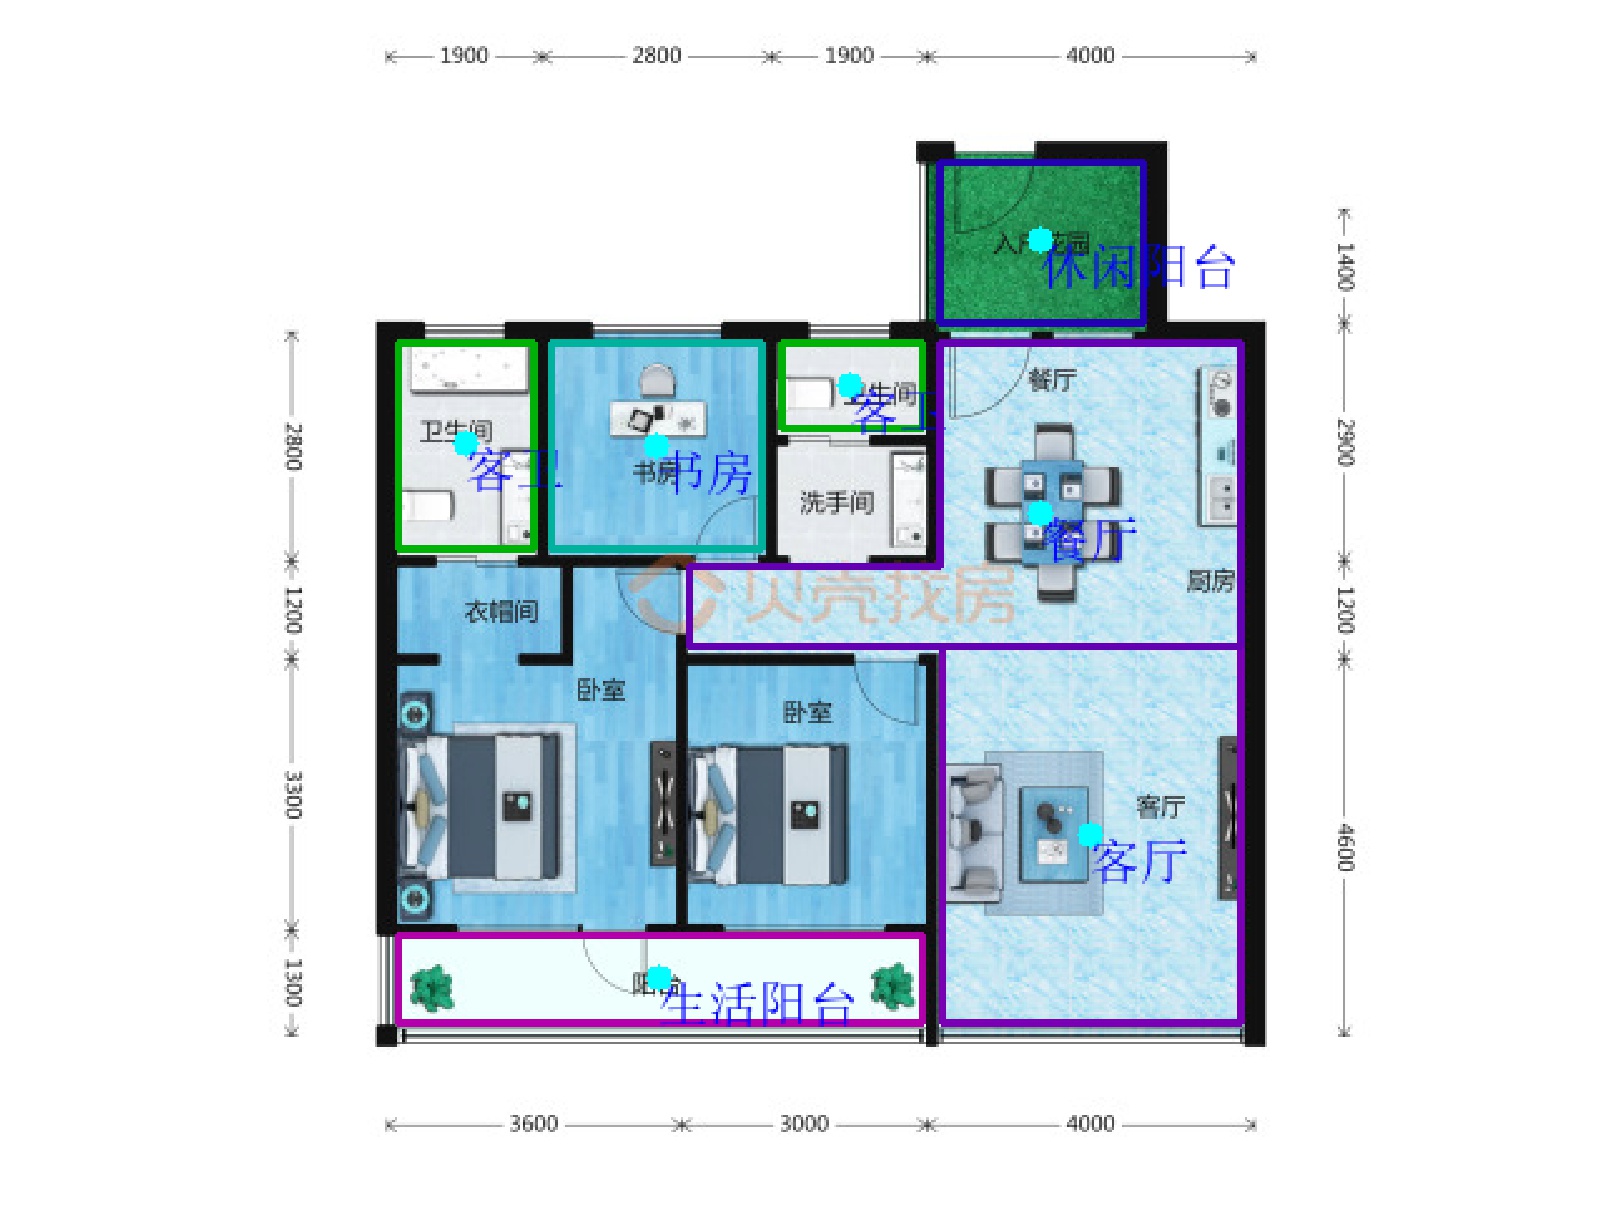 1900
2800
1900
4000
入户花园
休闲阳台
1400
餐厅
卫生间
卫生间
客卫
客卫
书房
书房
洗手间
餐厅
厨房
2800
2900
贝壳找房
衣帽间
1200
1200
卧室
卧室
3300
客厅
客厅
4600
阳台
生活阳台
1300
3600
3000
4000